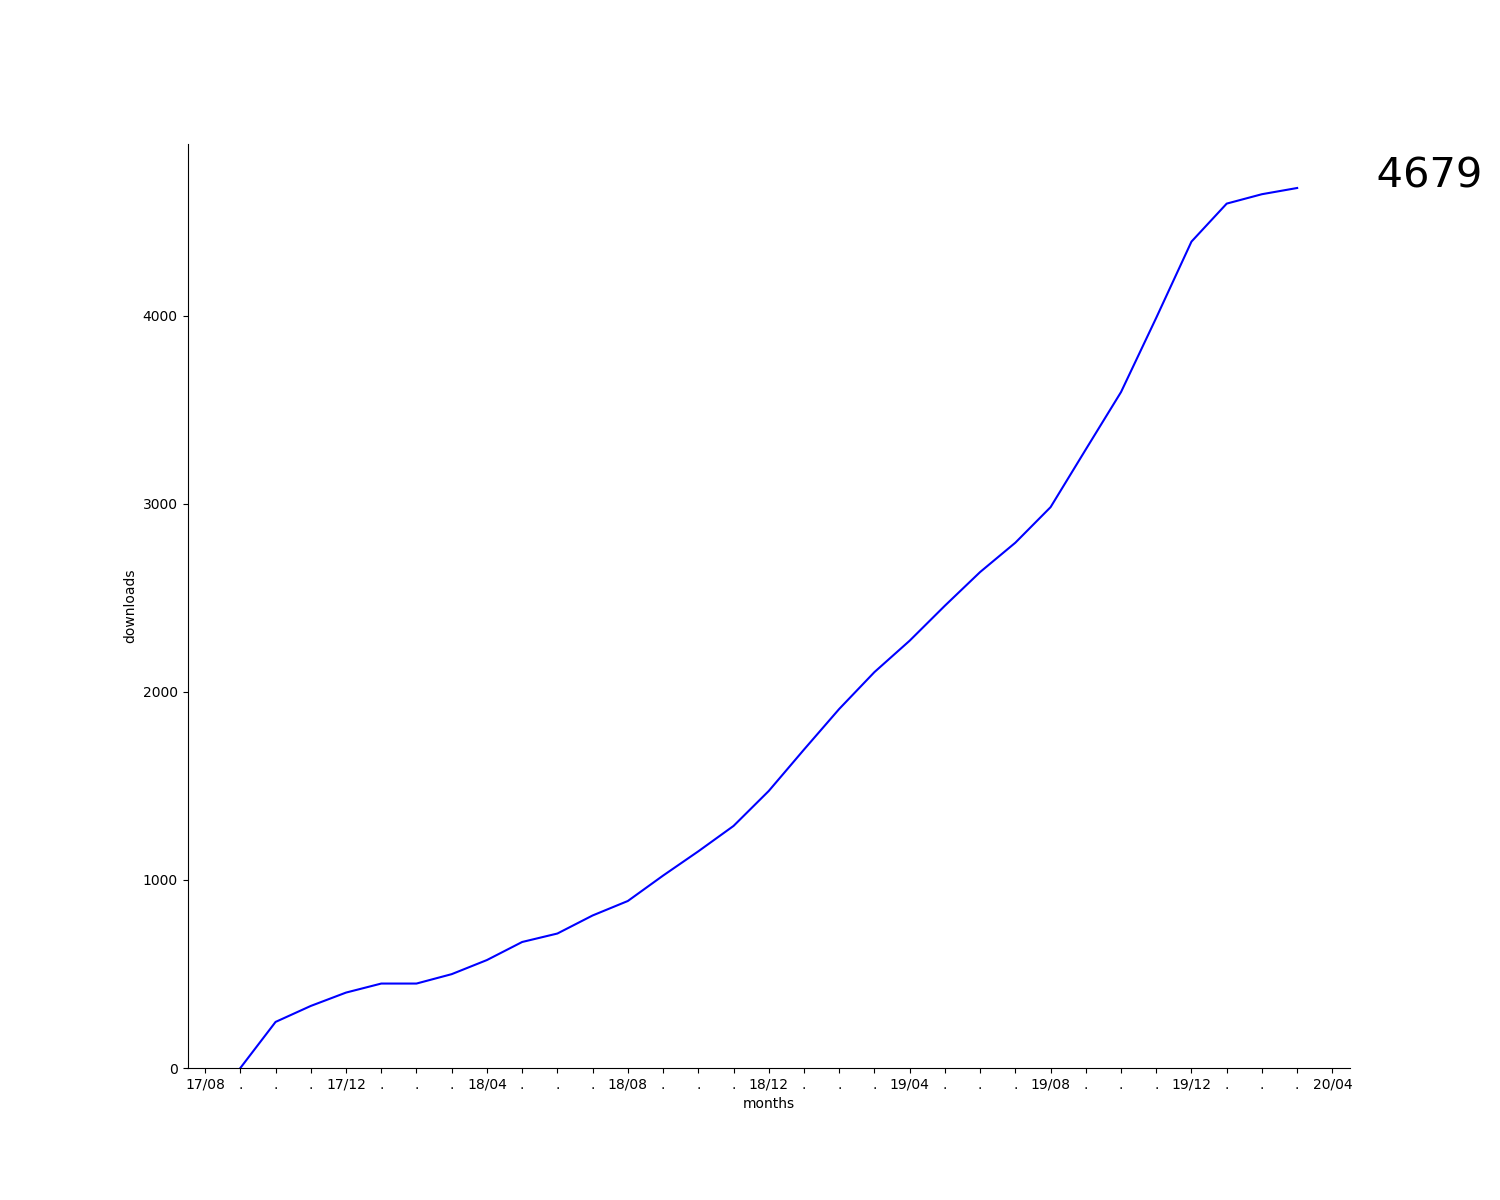 4679
4000
3000
2000
1000
0
downloads
17/08 . . . 17/12 . . . 18/04 . . . 18/08 . . . 18/12 . . . 19/04 . . . 19/08 . . . 19/12 . . . 20/04
months